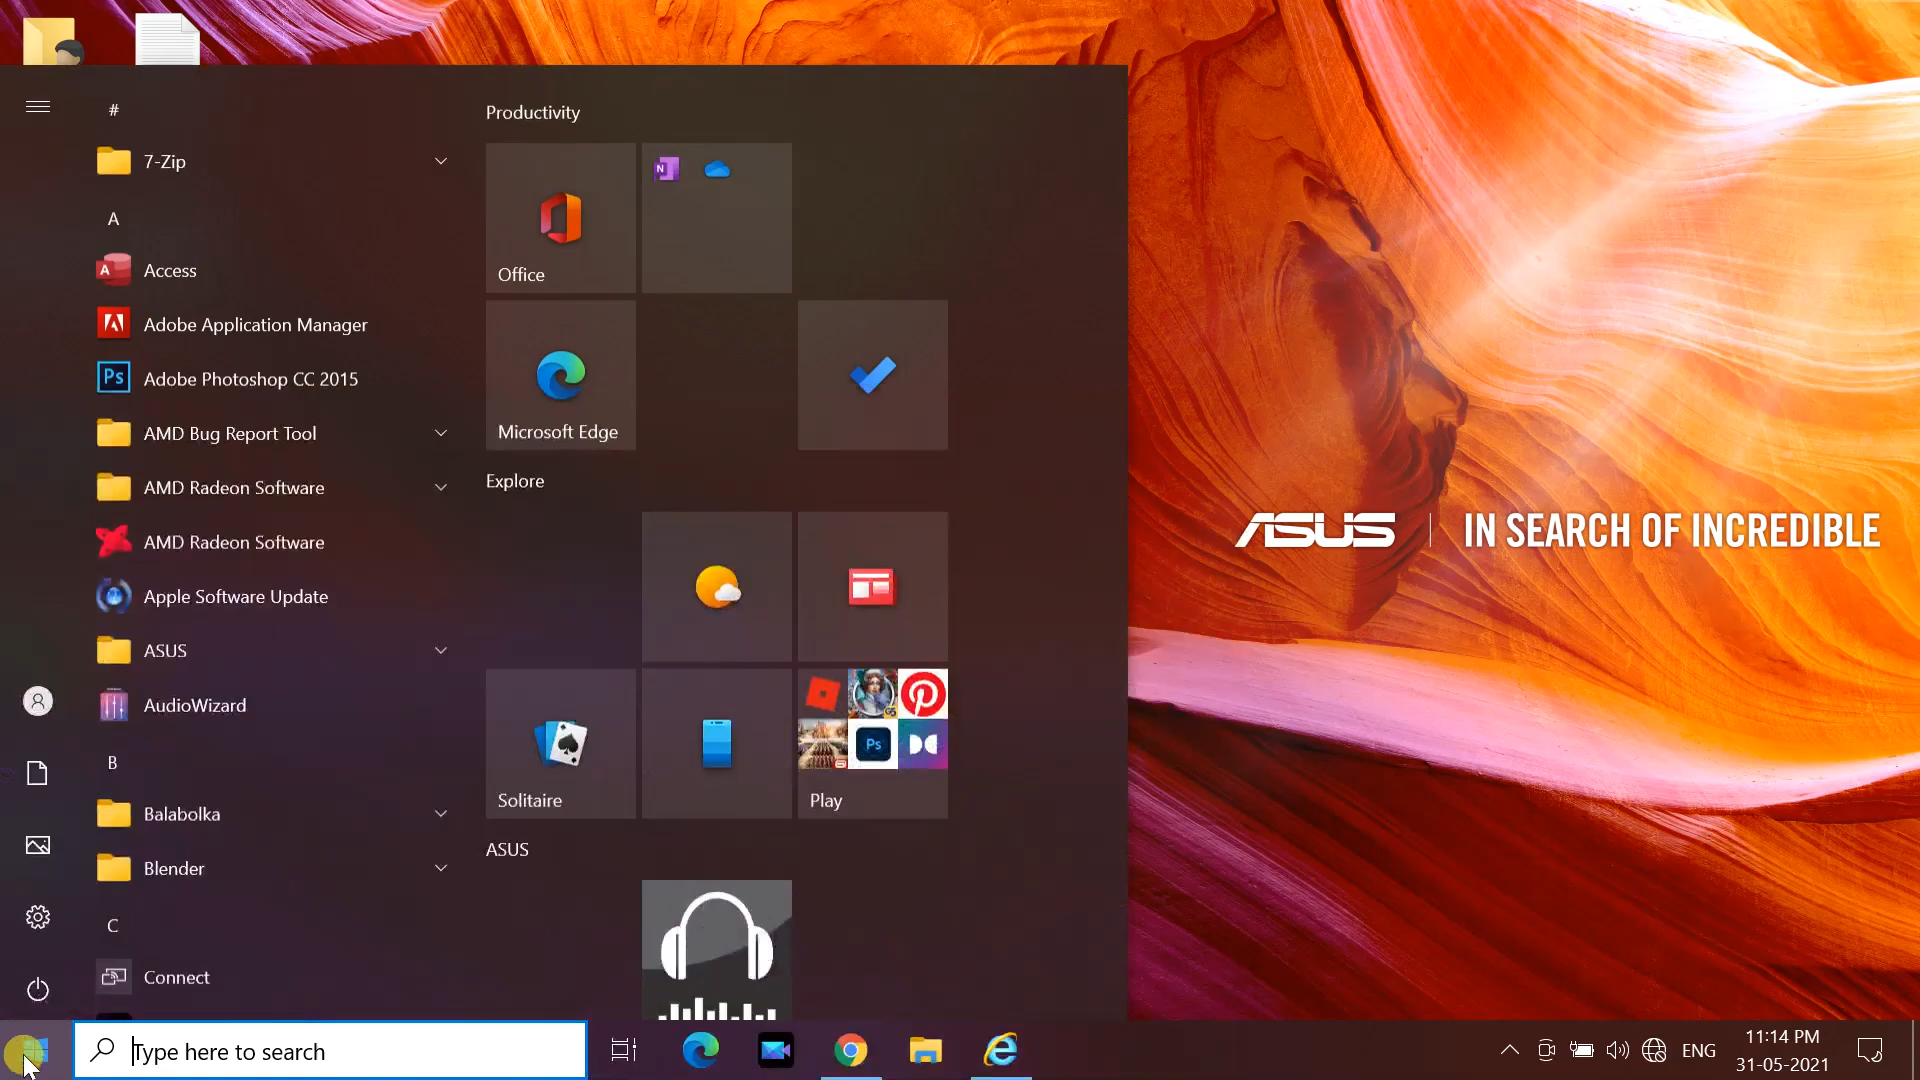 #
7-Zip
A
A
Access
Adobe Application Manager
Ps
Adobe Photoshop CC 2015
AMD Bug Report Tool
AMD Radeon Software
AMD Radeon Software
Apple Software Update
ASUS
AudioWizard
B
Balabolka
Blender
C
Connect
Productivity
Office
N
Microsoft Edge
Explore
Solitaire
Ps
Play
ASUS
ASUS IN SEARCH OF INCREDIBLE
Type here to search
ENG
11:14 PM
31-05-2021